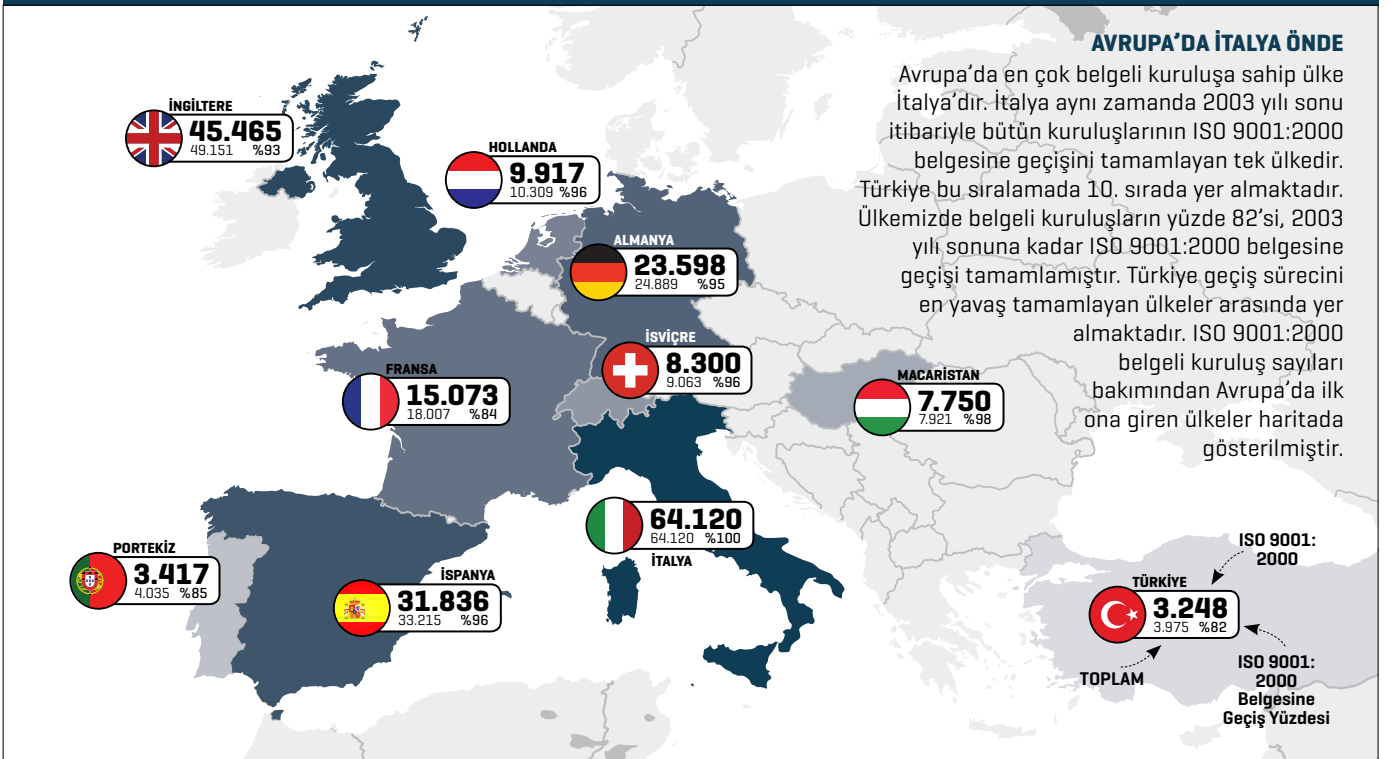 AVRUPA'DA İTALYA ÖNDE
Avrupa'da en çok belgeli kuruluşa sahip ülke
İtalya'dır. İtalya aynı zamanda 2003 yılı sonu
itibariyle bütün kuruluşlarının ISO 9001:2000
belgesine geçişini tamamlayan tek ülkedir.
Türkiye bu sıralamada 10. sırada yer almaktadır.
Ülkemizde belgeli kuruluşların yüzde 82'si, 2003
yılı sonuna kadar ISO 9001:2000 belgesine
geçişi tamamlamıştır. Türkiye geçiş sürecini
en yavaş tamamlayan ülkeler arasında yer
almaktadır. ISO 9001:2000
belgeli kuruluş sayıları
bakımından Avrupa'da ilk
ona giren ülkeler haritada
gösterilmiştir.
İNGİLTERE
45.465
49.151 %93
HOLLANDA
9.917
10.309 %96
ALMANYA
23.598
24.889 %95
İSVİÇRE
8.300
9.063 %96
FRANSA
15.073
18.007 %84
MACARİSTAN
7.750
7.921 %98
64.120
64.120 %100
İTALYA
PORTEKİZ
3.417
4.035 %85
İSPANYA
31.836
33.215 %96
ISO 9001:
2000
TÜRKİYE
3.248
3.975 %82
TOPLAM
ISO 9001:
2000
Belgesine
Geçiş Yüzdesi